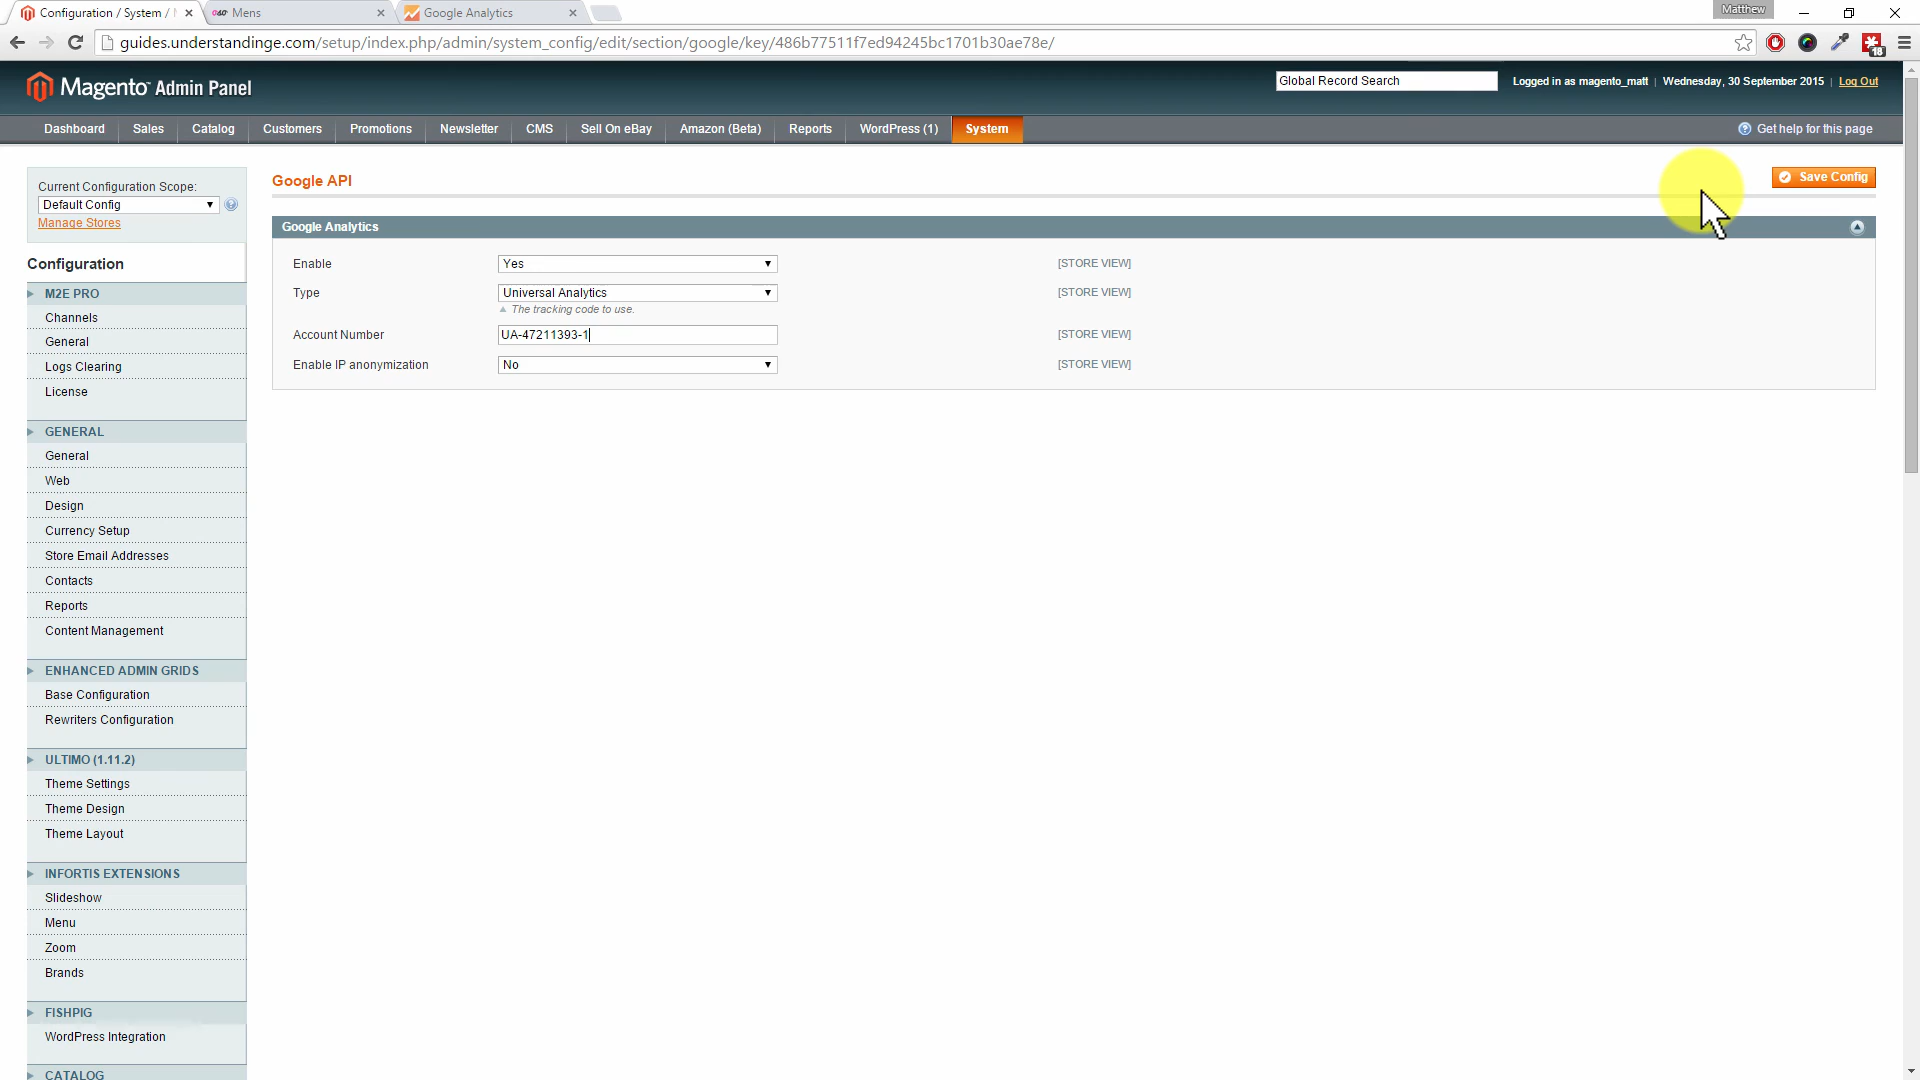 Configuration / System /
Mens
Google Analytics
Matthew
guides.understandinge.com/setup/index.php/admin/system_config/edit/section/google/key/486b77511f7ed94245bc1701b30ae78e/
18
Magento™ Admin Panel
Global Record Search
Logged in as magento_matt | Wednesday, 30 September 2015 | Log Out
Dashboard Sales Catalog Customers Promotions Newsletter CMS Sell On eBay Amazon (Beta) Reports WordPress (1) System
Get help for this page
Current Configuration Scope:
Default Config
Manage Stores
Configuration
M2E PRO
Channels
General
Logs Clearing
License
GENERAL
General
Web
Design
Currency Setup
Store Email Addresses
Contacts
Reports
Content Management
ENHANCED ADMIN GRIDS
Base Configuration
Rewriters Configuration
ULTIMO (1.11.2)
Theme Settings
Theme Design
Theme Layout
INFORTIS EXTENSIONS
Slideshow
Menu
Zoom
Brands
FISHPIG
WordPress Integration
CATALOG
Google API
Save Config
Google Analytics
Enable Yes [STORE VIEW]
Type Universal Analytics [STORE VIEW]
The tracking code to use.
Account Number UA-47211393-1 [STORE VIEW]
Enable IP anonymization No [STORE VIEW]